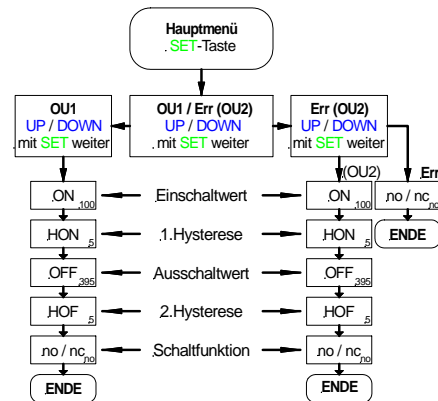 Hauptmenü
.SET-Taste
OU1
UP / DOWN
.mit SET weiter
OU1 / Err (OU2)
UP / DOWN
.mit SET weiter
Err (OU2)
UP / DOWN
.mit SET weiter
.(OU2)
.Err
.ON .100
.Einschaltwert
.ON .100
.no / nc .no
.HON .5
.1.Hysterese
.HON .5
ENDE
.OFF .395
Ausschaltwert
.OFF .395
.HOF .5
2.Hysterese
.HOF .5
.no / nc .no
.Schaltfunktion
.no / nc .no
.ENDE
ENDE